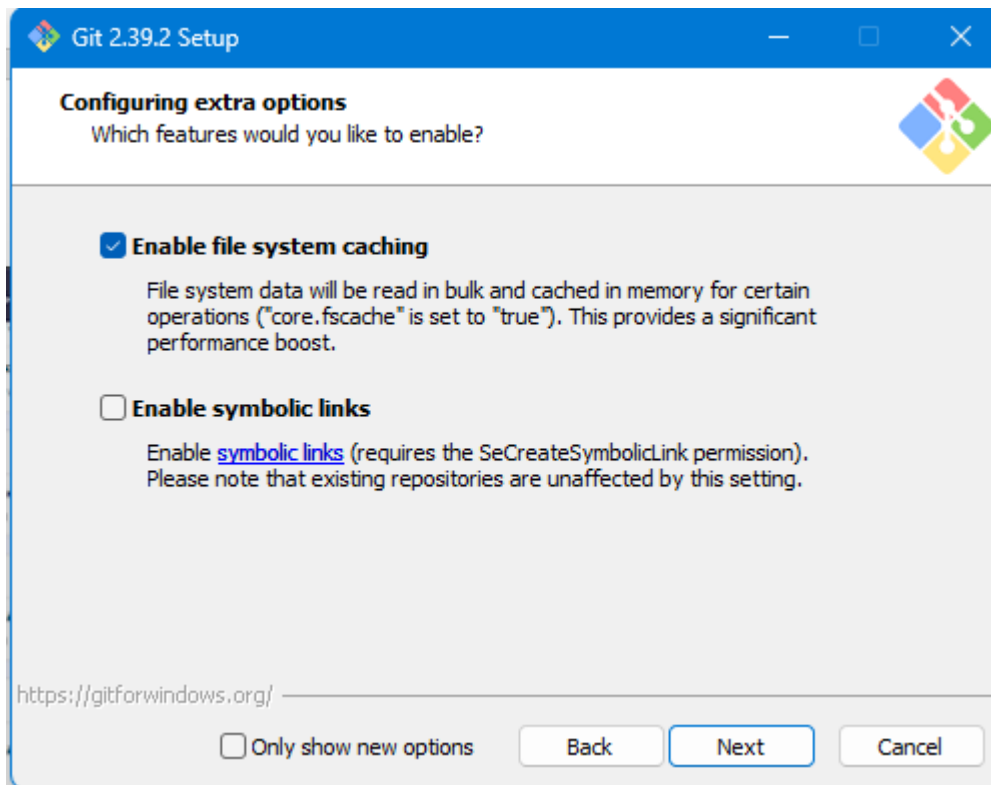 Git 2.39.2 Setup
Configuring extra options
Which features would you like to enable?
Enable file system caching
File system data will be read in bulk and cached in memory for certain
operations ("core.fscache" is set to "true"). This provides a significant
performance boost.
Enable symbolic links
Enable symbolic links (requires the SeCreateSymbolicLink permission).
Please note that existing repositories are unaffected by this setting.
https://gitforwindows.org/
Only show new options
Back
Next
Cancel